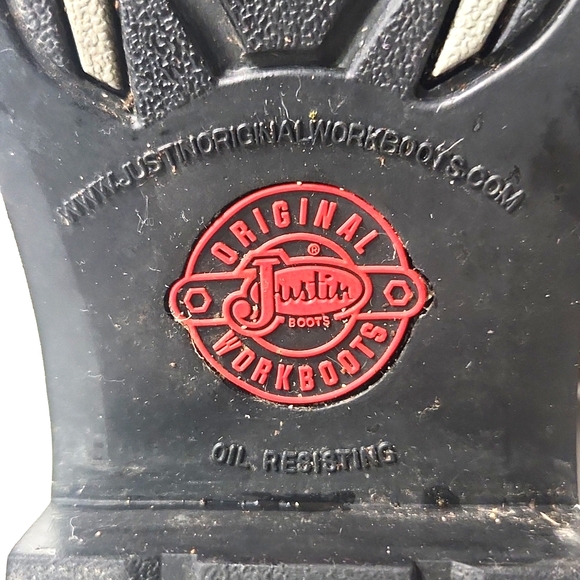 WWW.JUSTINORIGINALWORKBOOTS.COM
ORIGINAL
®
Justin
BOOTS
WORKBOOTS
OIL RESISTING